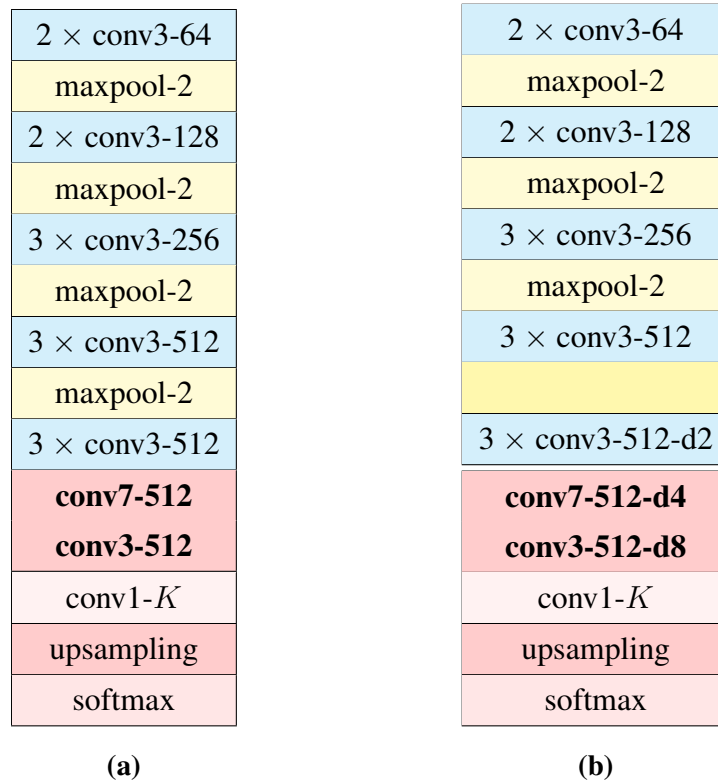 2 × conv3-64
maxpool-2
2 × conv3-128
maxpool-2
3 × conv3-256
maxpool-2
3 × conv3-512
maxpool-2
3 × conv3-512
conv7-512
conv3-512
conv1-K
upsampling
softmax
(a)
2 × conv3-64
maxpool-2
2 × conv3-128
maxpool-2
3 × conv3-256
maxpool-2
3 × conv3-512
3 × conv3-512-d2
conv7-512-d4
conv3-512-d8
conv1-K
upsampling
softmax
(b)